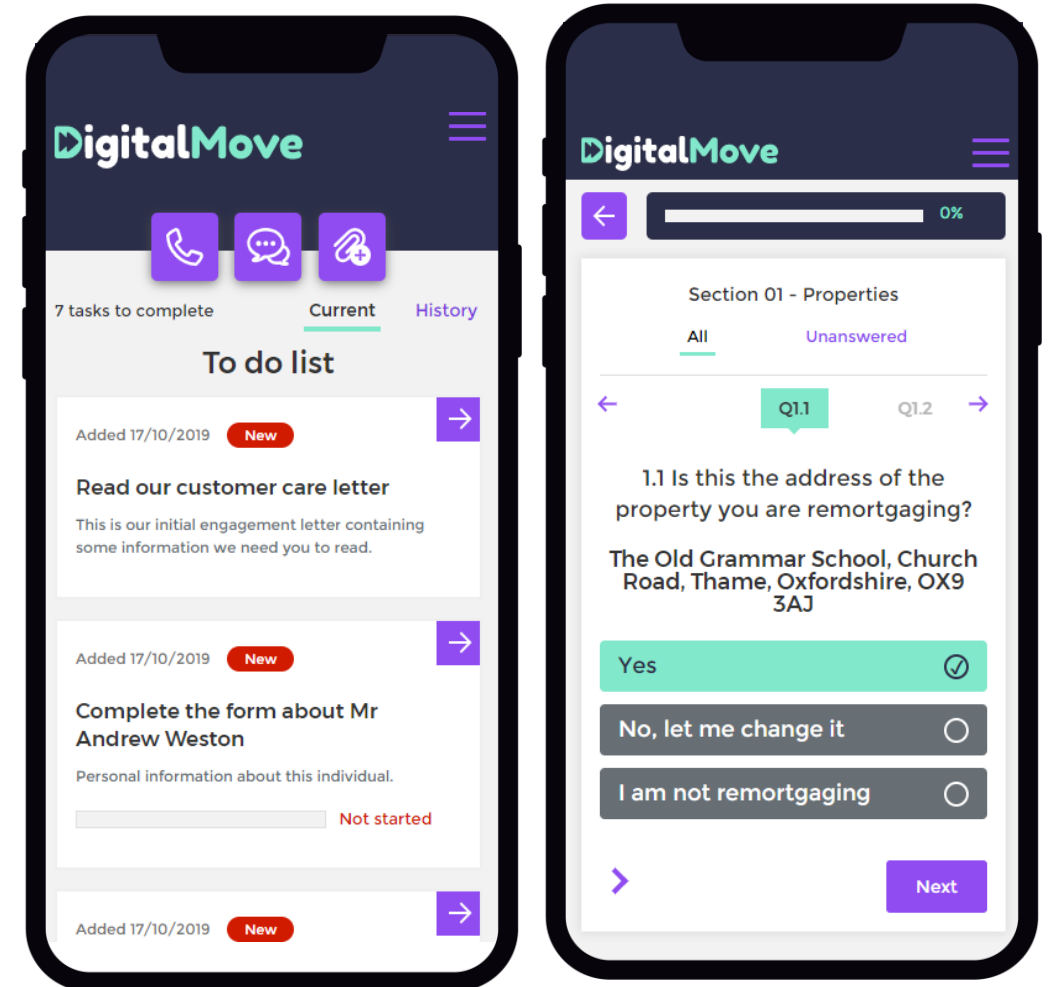 DigitalMove
7 tasks to complete
Current
History
To do list
Added 17/10/2019
New
Read our customer care letter
This is our initial engagement letter containing
some information we need you to read.
Added 17/10/2019
New
Complete the form about Mr
Andrew Weston
Personal information about this individual.
Not started
Added 17/10/2019
New
DigitalMove
0%
Section 01 - Properties
All
Unanswered
Q1.1
Q1.2
1.1 Is this the address of the
property you are remortgaging?
The Old Grammar School, Church
Road, Thame, Oxfordshire, OX9
3AJ
Yes
No, let me change it
I am not remortgaging
Next